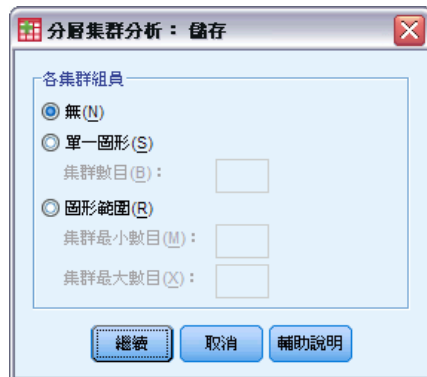 分層集群分析： 儲存
各集群組員
無(N)
單一圖形(S)
集群數目(B)：
圖形範圍(R)
集群最小數目(M)：
集群最大數目(X)：
繼續 取消 輔助說明